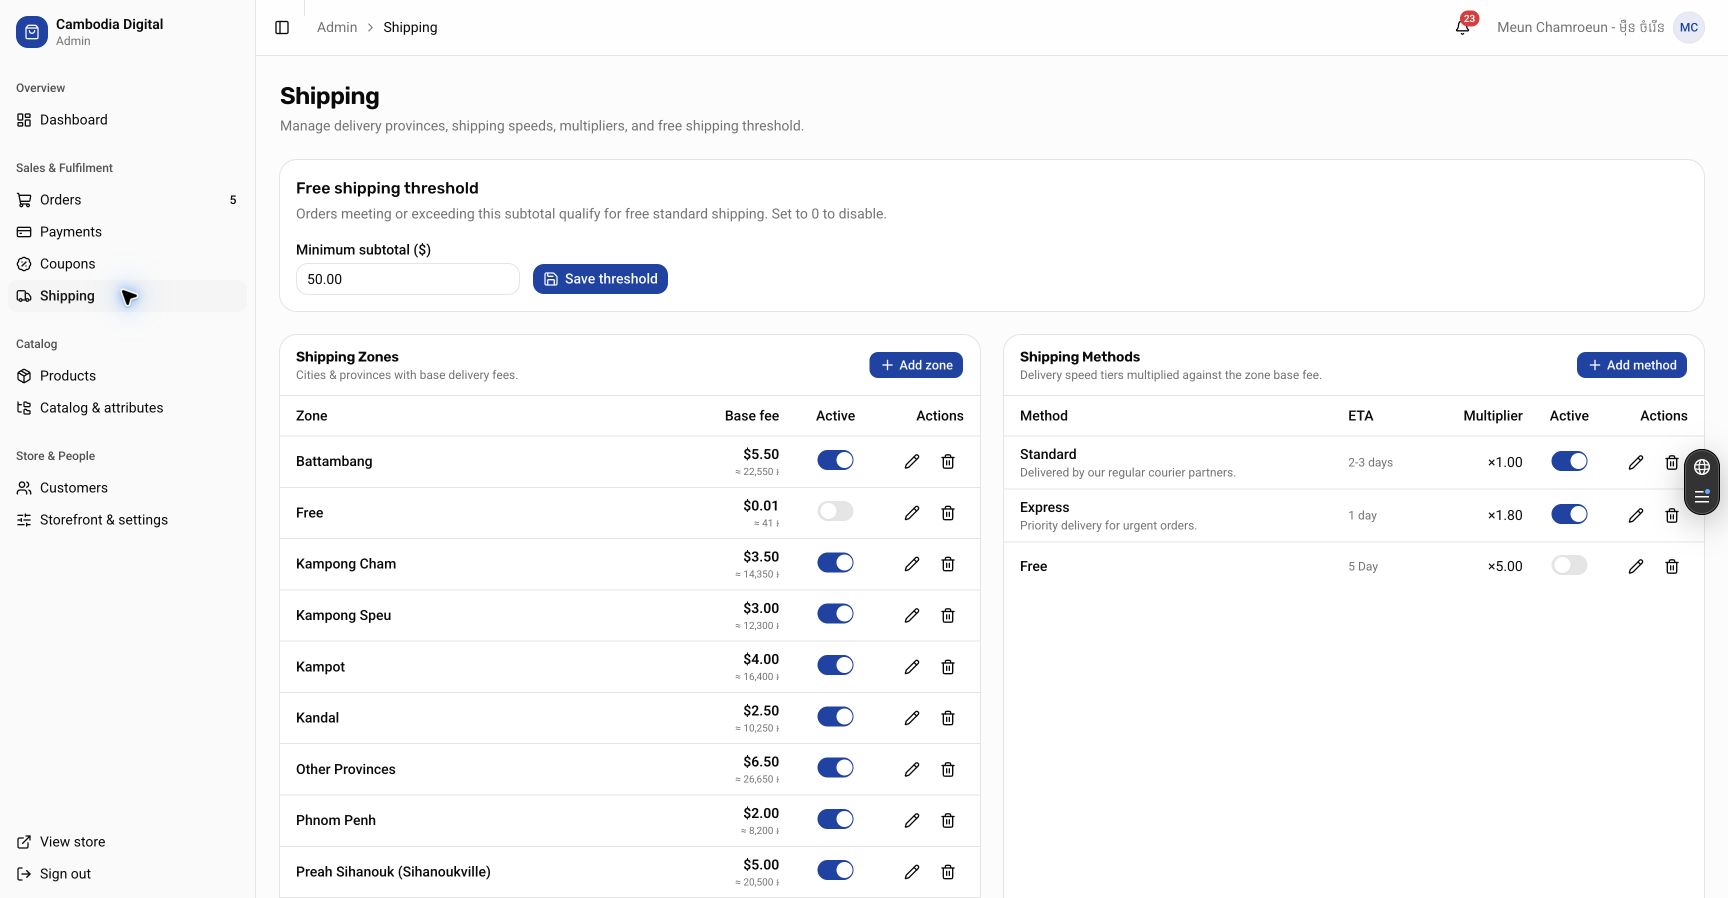 Cambodia Digital
Admin
Overview
Dashboard
Sales & Fulfilment
Orders 5
Payments
Coupons
Shipping
Catalog
Products
Catalog & attributes
Store & People
Customers
Storefront & settings
View store
Sign out
Admin > Shipping
23
Meun Chamroeun - ម៉ឺន ចំរើន MC
Shipping
Manage delivery provinces, shipping speeds, multipliers, and free shipping threshold.
Free shipping threshold
Orders meeting or exceeding this subtotal qualify for free standard shipping. Set to 0 to disable.
Minimum subtotal ($)
50.00 Save threshold
Shipping Zones
Cities & provinces with base delivery fees.
+ Add zone
Zone Base fee Active Actions
Battambang $5.50
≈ 22,550 ៛
Free $0.01
≈ 41 ៛
Kampong Cham $3.50
≈ 14,350 ៛
Kampong Speu $3.00
≈ 12,300 ៛
Kampot $4.00
≈ 16,400 ៛
Kandal $2.50
≈ 10,250 ៛
Other Provinces $6.50
≈ 26,650 ៛
Phnom Penh $2.00
≈ 8,200 ៛
Preah Sihanouk (Sihanoukville) $5.00
≈ 20,500 ៛
Shipping Methods
Delivery speed tiers multiplied against the zone base fee.
+ Add method
Method ETA Multiplier Active Actions
Standard
Delivered by our regular courier partners.
2-3 days ×1.00
Express
Priority delivery for urgent orders.
1 day ×1.80
Free 5 Day ×5.00